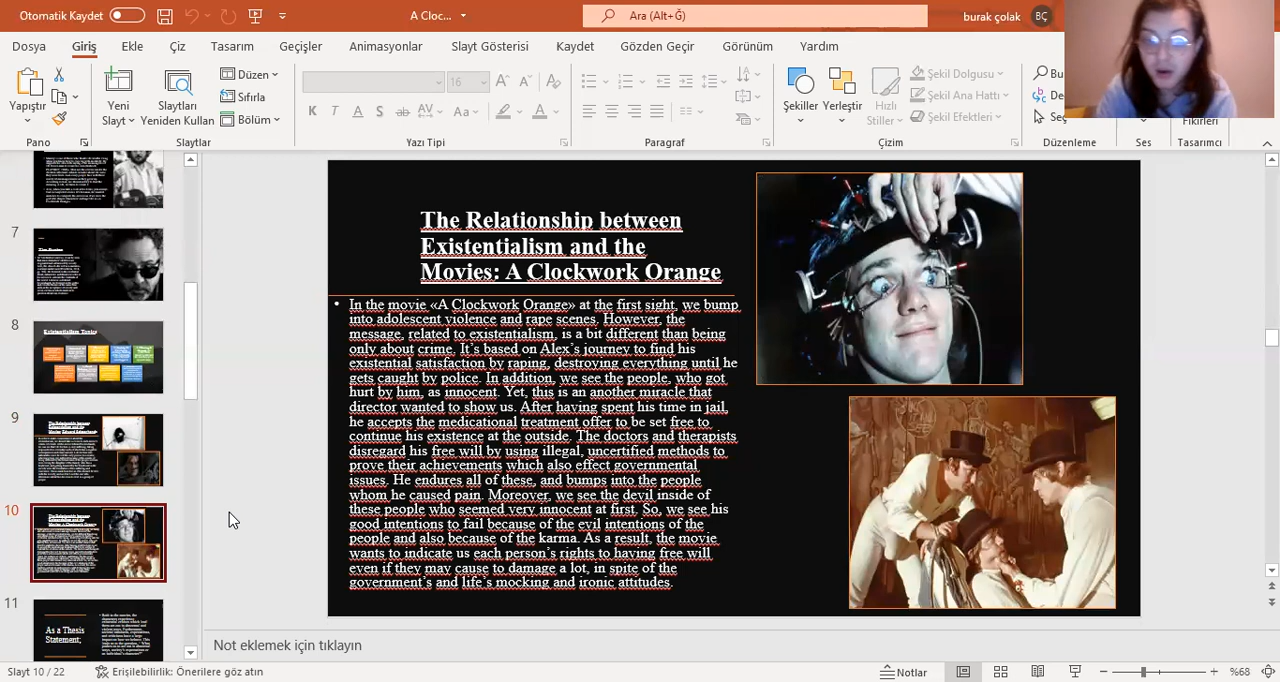 Otomatik Kaydet
A Cloc...
Ara (Alt+Ğ)
burak çolak
BÇ
Dosya
Giriş
Ekle
Çiz
Tasarım
Geçişler
Animasyonlar
Slayt Gösterisi
Kaydet
Gözden Geçir
Görünüm
Yardım
Yapıştır
Yeni
Slayt
Slaytları
Yeniden Kullan
Düzen
Sıfırla
Bölüm
16
K T A S ab AV Aa A
Şekiller
Yerleştir
Hızlı
Stiller
Şekil Dolgusu
Şekil Ana Hattı
Şekil Efektleri
Bu
De
Seç
Fikirleri
Pano
Slaytlar
Yazı Tipi
Paragraf
Çizim
Düzenleme
Ses
Tasarımcı
7
8
Existentialism Topics
9
10
11
As a Thesis
Statement;
The Relationship between
Existentialism and the
Movies: A Clockwork Orange
• In the movie «A Clockwork Orange» at the first sight, we bump
into adolescent violence and rape scenes. However, the
message, related to existentialism, is a bit different than being
only about crime. It's based on Alex's journey to find his
existential satisfaction by raping, destroying everything until he
gets caught by police. In addition, we see the people, who got
hurt by him, as innocent. Yet, this is an another miracle that
director wanted to show us. After having spent his time in jail,
he accepts the medicational treatment offer to be set free to
continue his existence at the outside. The doctors and therapists
disregard his free will by using illegal, uncertified methods to
prove their achievements which also effect governmental
issues. He endures all of these, and bumps into the people
whom he caused pain. Moreover, we see the devil inside of
these people who seemed very innocent at first. So, we see his
good intentions to fail because of the evil intentions of the
people and also because of the karma. As a result, the movie
wants to indicate us each person's rights to having free will
even if they may cause to damage a lot, in spite of the
government's and life's mocking and ironic attitudes.
Not eklemek için tıklayın
Slayt 10 / 22
Erişilebilirlik: Önerilere göz atın
Notlar
%68